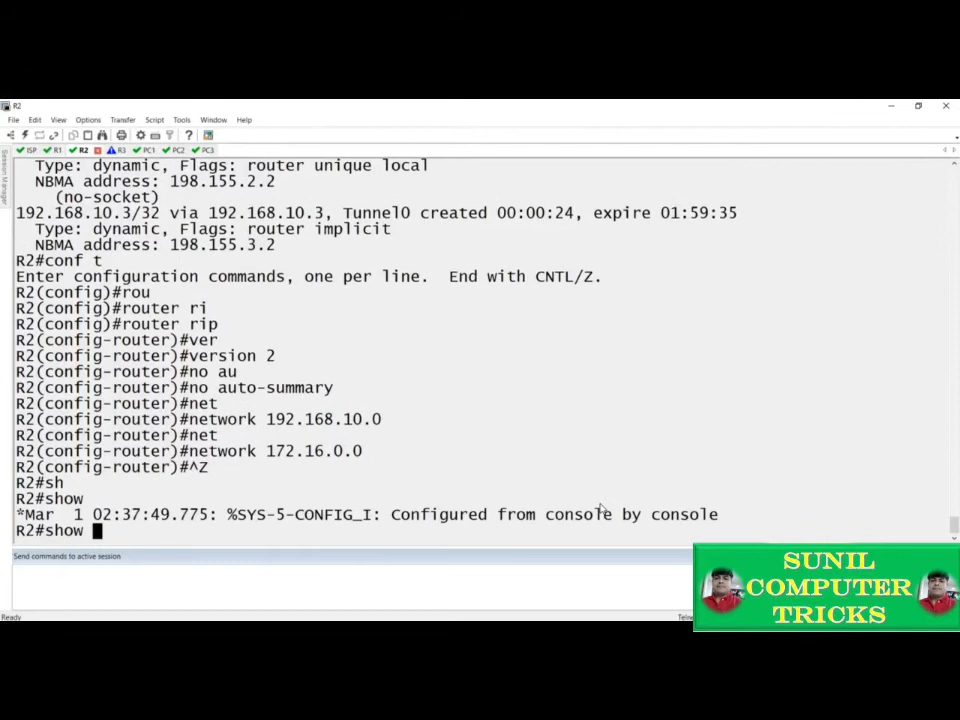 R2
File Edit View Options Transfer Script Tools Window Help
ISP R1 R2 R3 PC1 PC2 PC3
Session Manager
Type: dynamic, Flags: router unique local
NBMA address: 198.155.2.2
(no-socket)
192.168.10.3/32 via 192.168.10.3, Tunnel0 created 00:00:24, expire 01:59:35
Type: dynamic, Flags: router implicit
NBMA address: 198.155.3.2
R2#conf t
Enter configuration commands, one per line. End with CNTL/Z.
R2(config)#rou
R2(config)#router ri
R2(config)#router rip
R2(config-router)#ver
R2(config-router)#version 2
R2(config-router)#no au
R2(config-router)#no auto-summary
R2(config-router)#net
R2(config-router)#network 192.168.10.0
R2(config-router)#net
R2(config-router)#network 172.16.0.0
R2(config-router)#^Z
R2#sh
R2#show
*Mar 1 02:37:49.775: %SYS-5-CONFIG_I: Configured from console by console
R2#show
Send commands to active session
Ready
SUNIL
COMPUTER
TRICKS